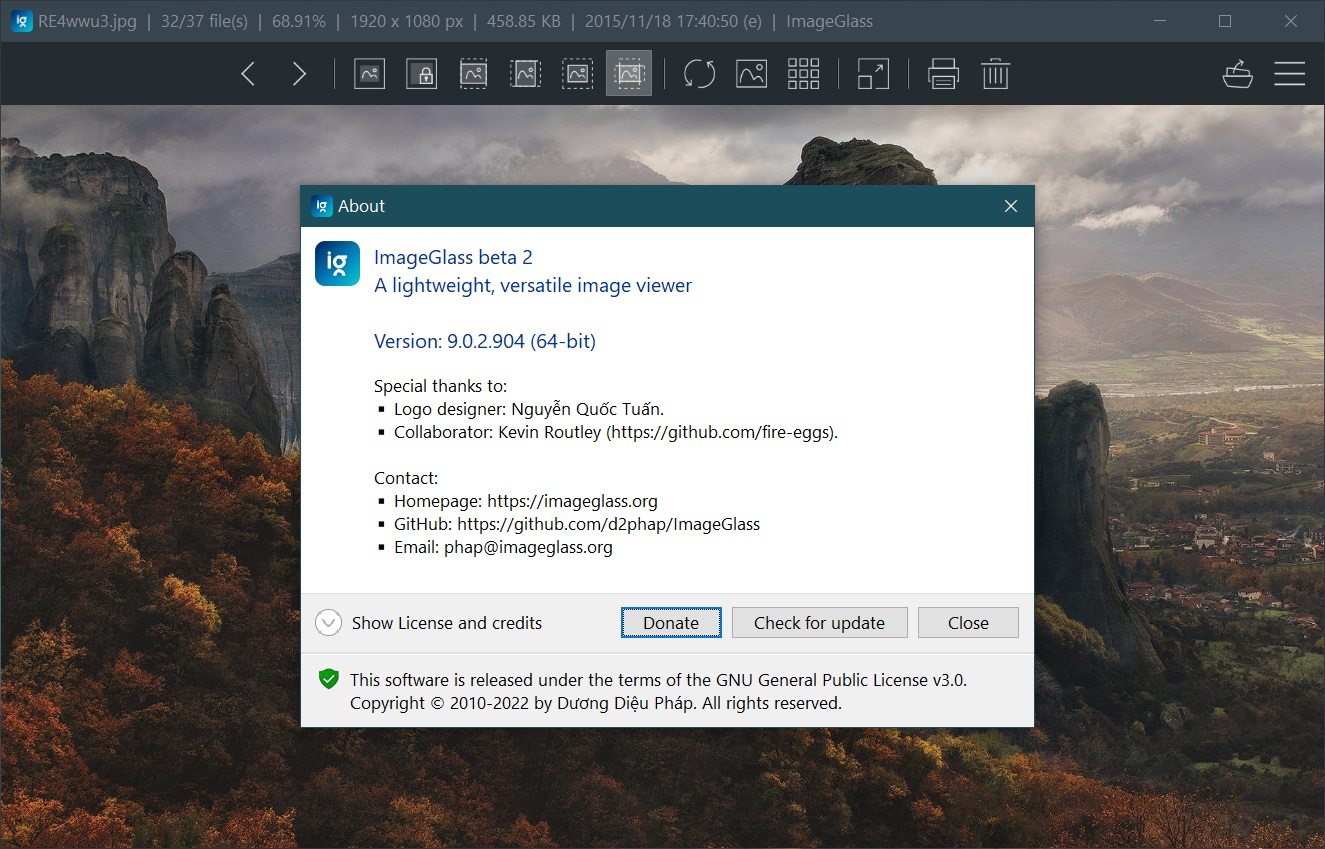 ig RE4wwu3.jpg | 32/37 file(s) | 68.91% | 1920 x 1080 px | 458.85 KB | 2015/11/18 17:40:50 (e) | ImageGlass
ig About
ig
ImageGlass beta 2
A lightweight, versatile image viewer
Version: 9.0.2.904 (64-bit)
Special thanks to:
▪ Logo designer: Nguyễn Quốc Tuấn.
▪ Collaborator: Kevin Routley (https://github.com/fire-eggs).
Contact:
▪ Homepage: https://imageglass.org
▪ GitHub: https://github.com/d2phap/ImageGlass
▪ Email: phap@imageglass.org
Show License and credits Donate Check for update Close
This software is released under the terms of the GNU General Public License v3.0.
Copyright © 2010-2022 by Dương Diệu Pháp. All rights reserved.